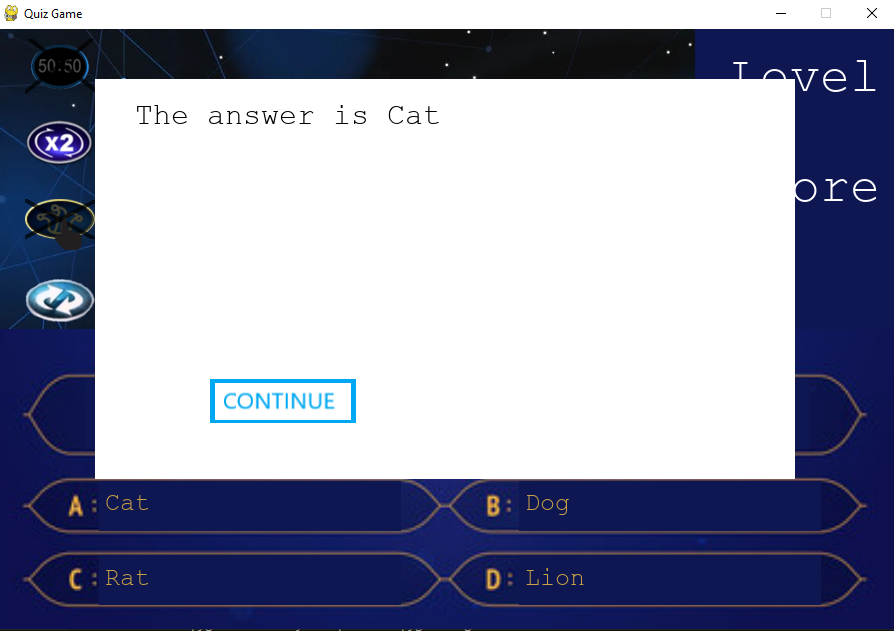 Quiz Game
50:50
Level
x2
The answer is Cat
ore
CONTINUE
A: Cat
B: Dog
C: Rat
D: Lion